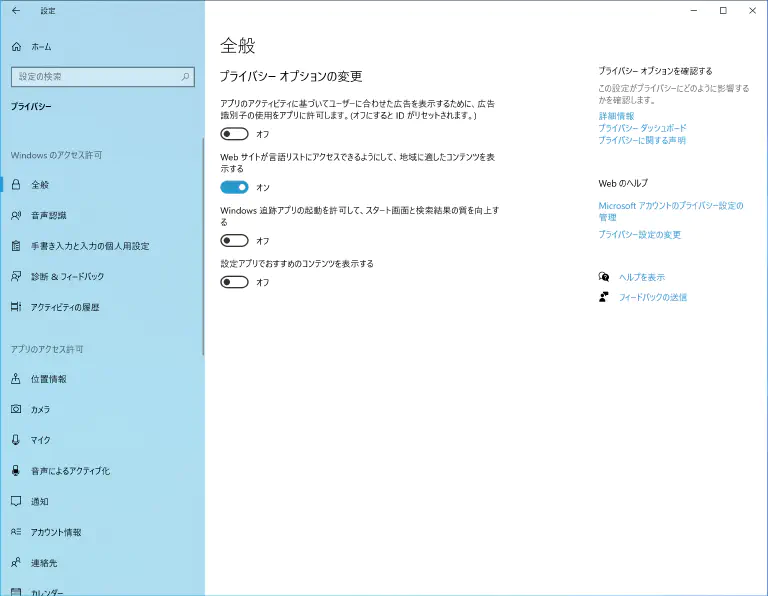 設定
ホーム
設定の検索
プライバシー
Windows のアクセス許可
全般
音声認識
手書き入力と入力の個人用設定
診断 & フィードバック
アクティビティの履歴
アプリのアクセス許可
位置情報
カメラ
マイク
音声によるアクティブ化
通知
アカウント情報
連絡先
カレンダー
全般
プライバシー オプションの変更
アプリのアクティビティに基づいてユーザーに合わせた広告を表示するために、広告
識別子の使用をアプリに許可します。(オフにすると ID がリセットされます。)
オフ
Web サイトが言語リストにアクセスできるようにして、地域に適したコンテンツを表
示する
オン
Windows 追跡アプリの起動を許可して、スタート画面と検索結果の質を向上す
る
オフ
設定アプリでおすすめのコンテンツを表示する
オフ
プライバシー オプションを確認する
この設定がプライバシーにどのように影響する
かを確認します。
詳細情報
プライバシー ダッシュボード
プライバシーに関する声明
Web のヘルプ
Microsoft アカウントのプライバシー設定の
管理
プライバシー設定の変更
ヘルプを表示
フィードバックの送信